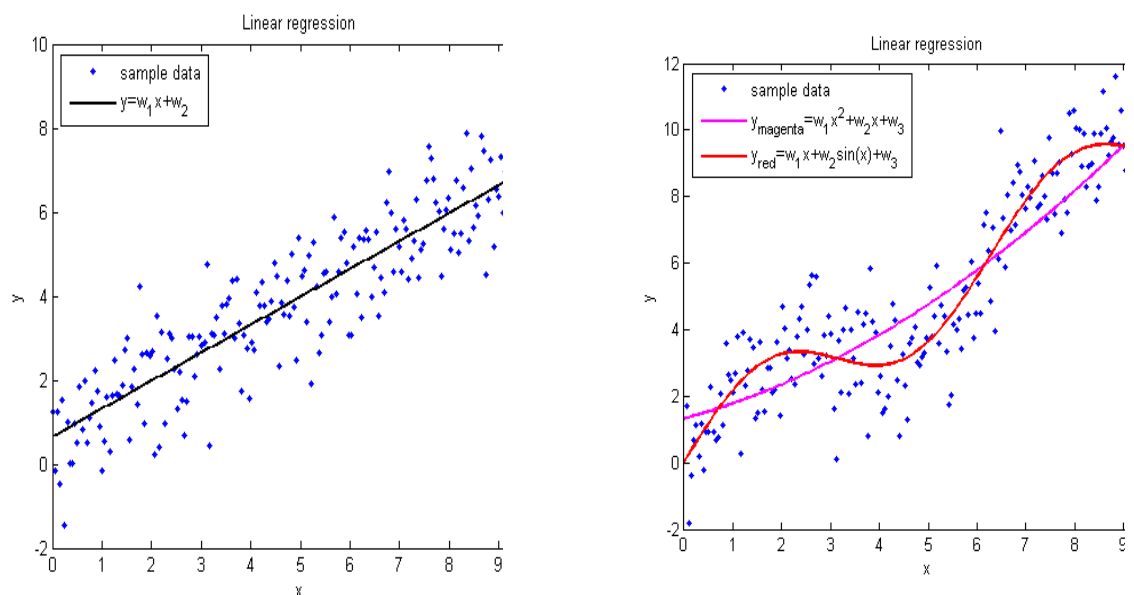 Linear regression
10
8
6
4
2
0
-2
y
sample data
y=w₁x+w₂
0 1 2 3 4 5 6 7 8 9
x
Linear regression
12
10
8
6
4
2
0
-2
y
sample data
y_magenta=w₁x²+w₂x+w₃
y_red=w₁x+w₂sin(x)+w₃
0 1 2 3 4 5 6 7 8 9
x